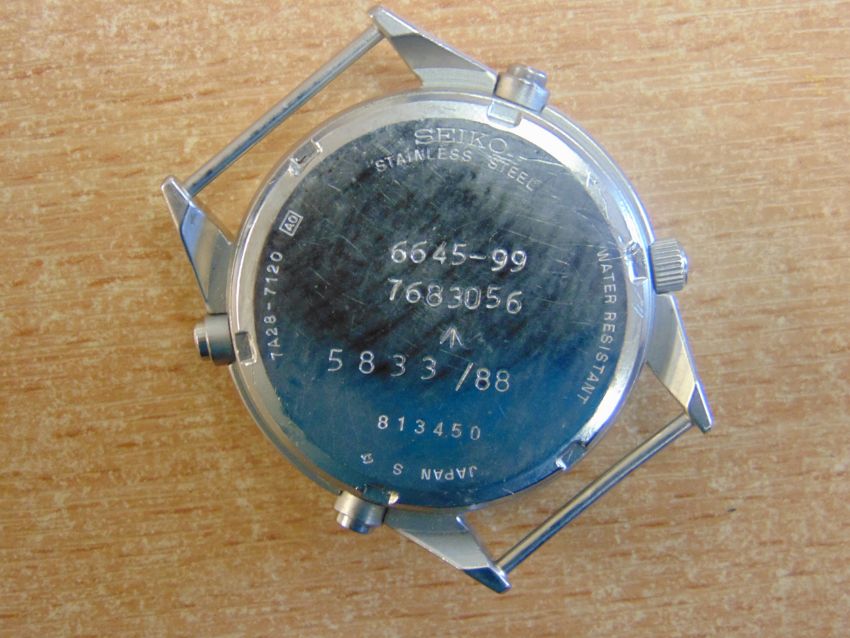 SEIKO
STAINLESS STEEL
6645-99
7683056
5833/88
813450
WATER RESISTANT
7A28-7120 AO
JAPAN S